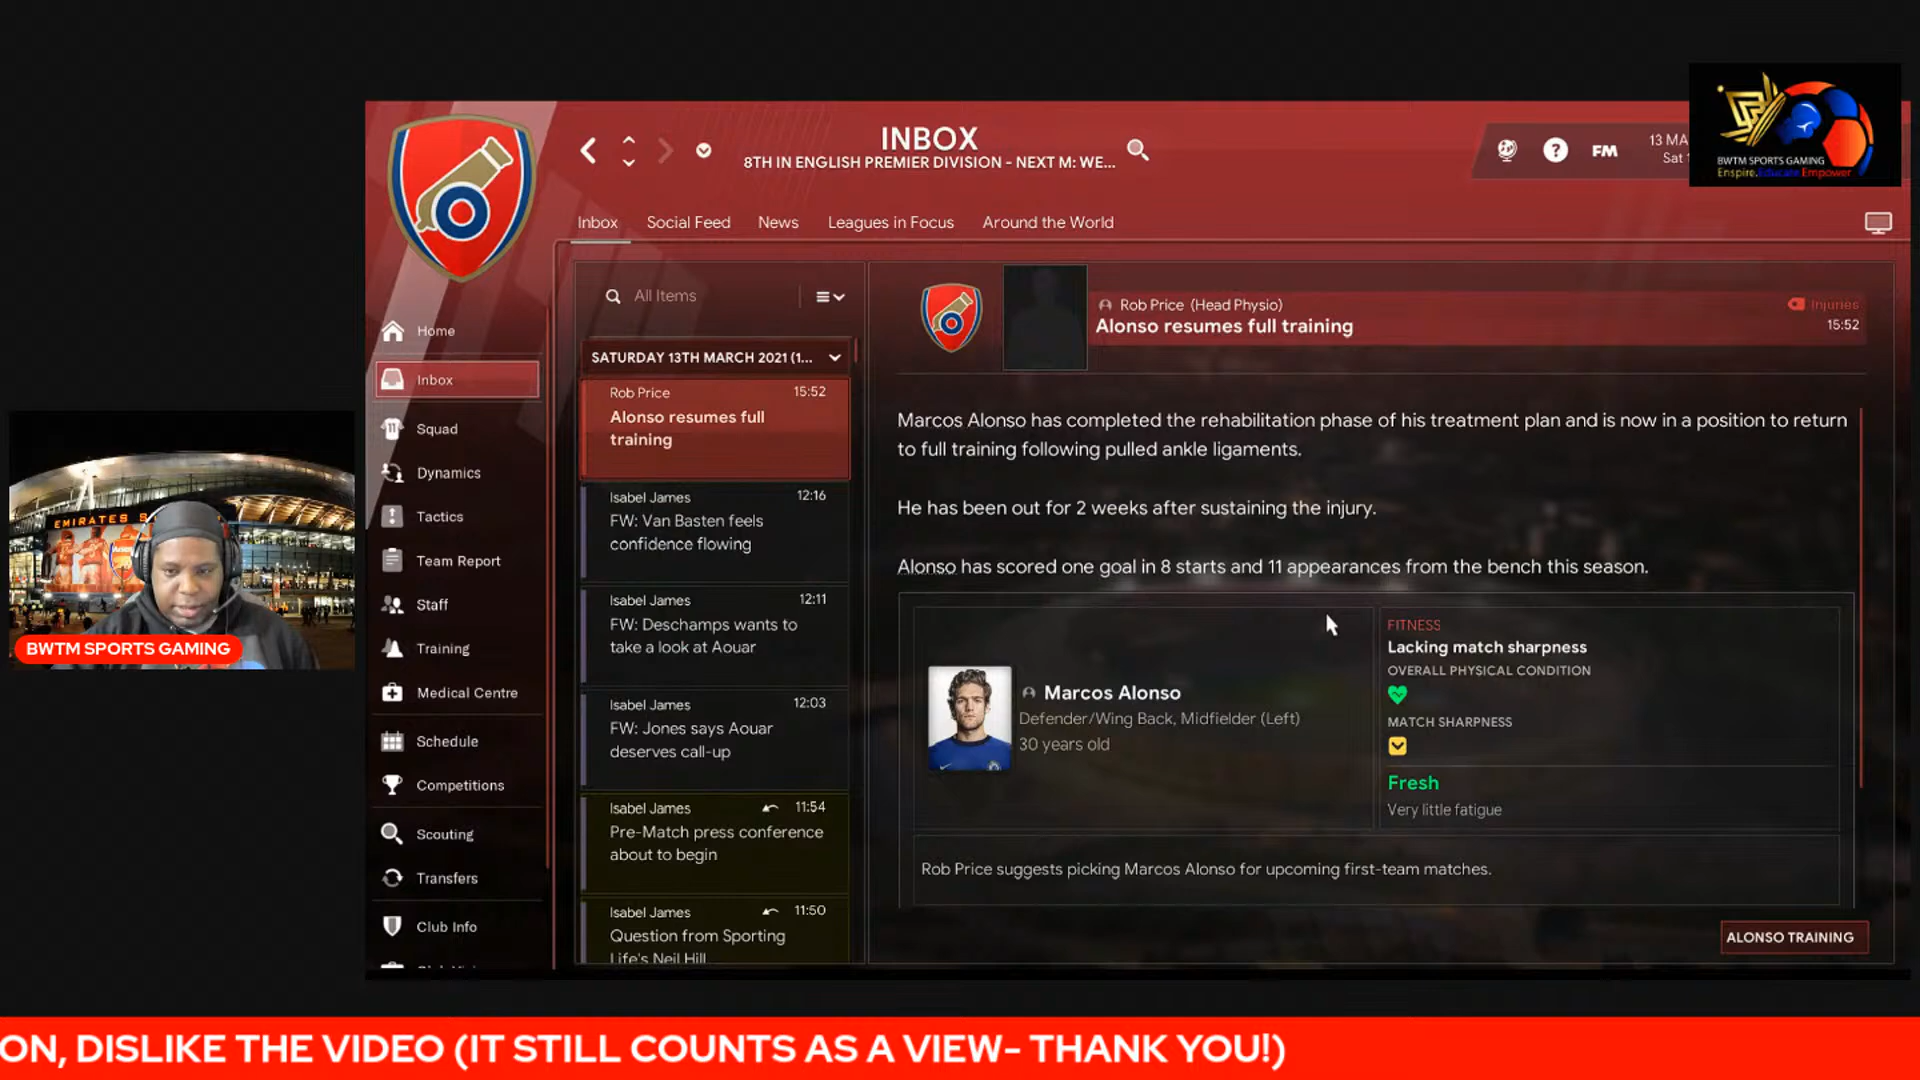 INBOX
8TH IN ENGLISH PREMIER DIVISION - NEXT M: WE...
FM
13 MA
Sat 1
BWTM SPORTS GAMING
Enspire.Educate.Empower
Inbox
Social Feed
News
Leagues in Focus
Around the World
Home
Inbox
Squad
Dynamics
Tactics
Team Report
Staff
Training
Medical Centre
Schedule
Competitions
Scouting
Transfers
Club Info
All Items
SATURDAY 13TH MARCH 2021 (1...
Rob Price 15:52
Alonso resumes full
training
Isabel James 12:16
FW: Van Basten feels
confidence flowing
Isabel James 12:11
FW: Deschamps wants to
take a look at Aouar
Isabel James 12:03
FW: Jones says Aouar
deserves call-up
Isabel James 11:54
Pre-Match press conference
about to begin
Isabel James 11:50
Question from Sporting
Life's Neil Hill
Rob Price (Head Physio)
Injuries
Alonso resumes full training
15:52
Marcos Alonso has completed the rehabilitation phase of his treatment plan and is now in a position to return
to full training following pulled ankle ligaments.
He has been out for 2 weeks after sustaining the injury.
Alonso has scored one goal in 8 starts and 11 appearances from the bench this season.
Marcos Alonso
Defender/Wing Back, Midfielder (Left)
30 years old
FITNESS
Lacking match sharpness
OVERALL PHYSICAL CONDITION
MATCH SHARPNESS
Fresh
Very little fatigue
Rob Price suggests picking Marcos Alonso for upcoming first-team matches.
ALONSO TRAINING
EMIRATES S
BWTM SPORTS GAMING
ON, DISLIKE THE VIDEO (IT STILL COUNTS AS A VIEW- THANK YOU!)